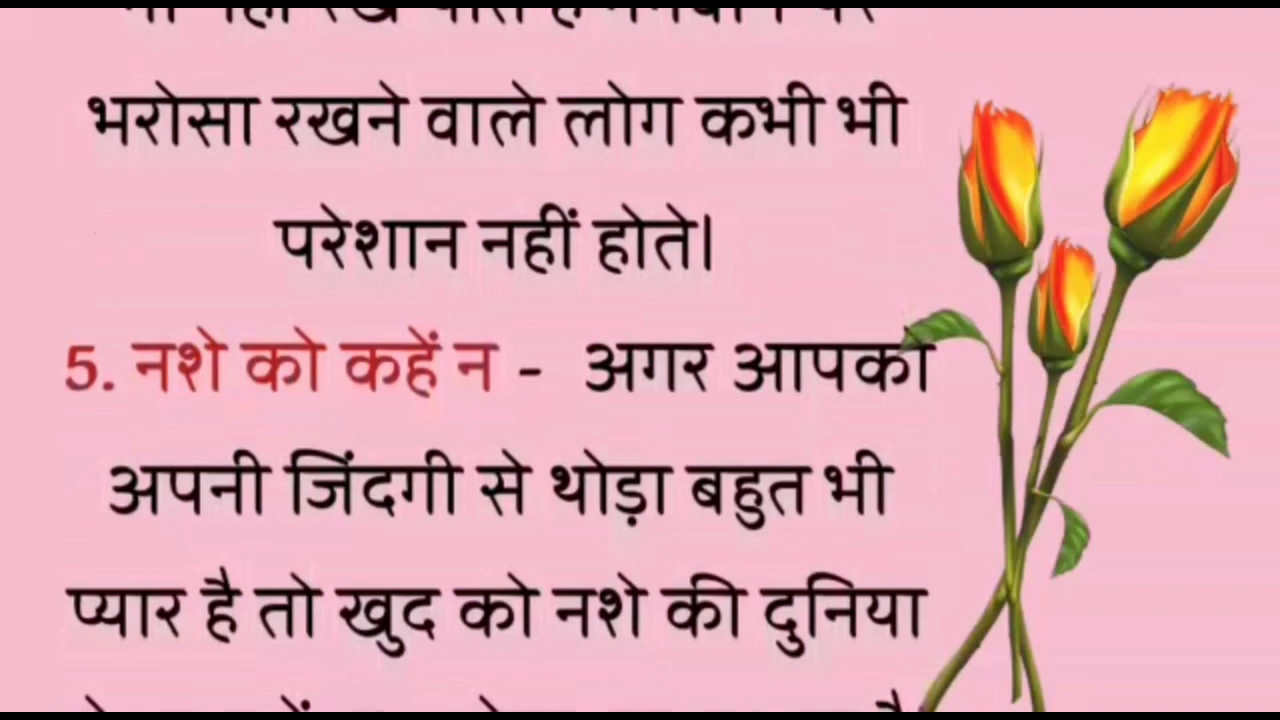 भरोसा रखने वाले लोग कभी भी
परेशान नहीं होते।
5. नशे को कहें न - अगर आपका
अपनी जिंदगी से थोड़ा बहुत भी
प्यार है तो खुद को नशे की दुनिया